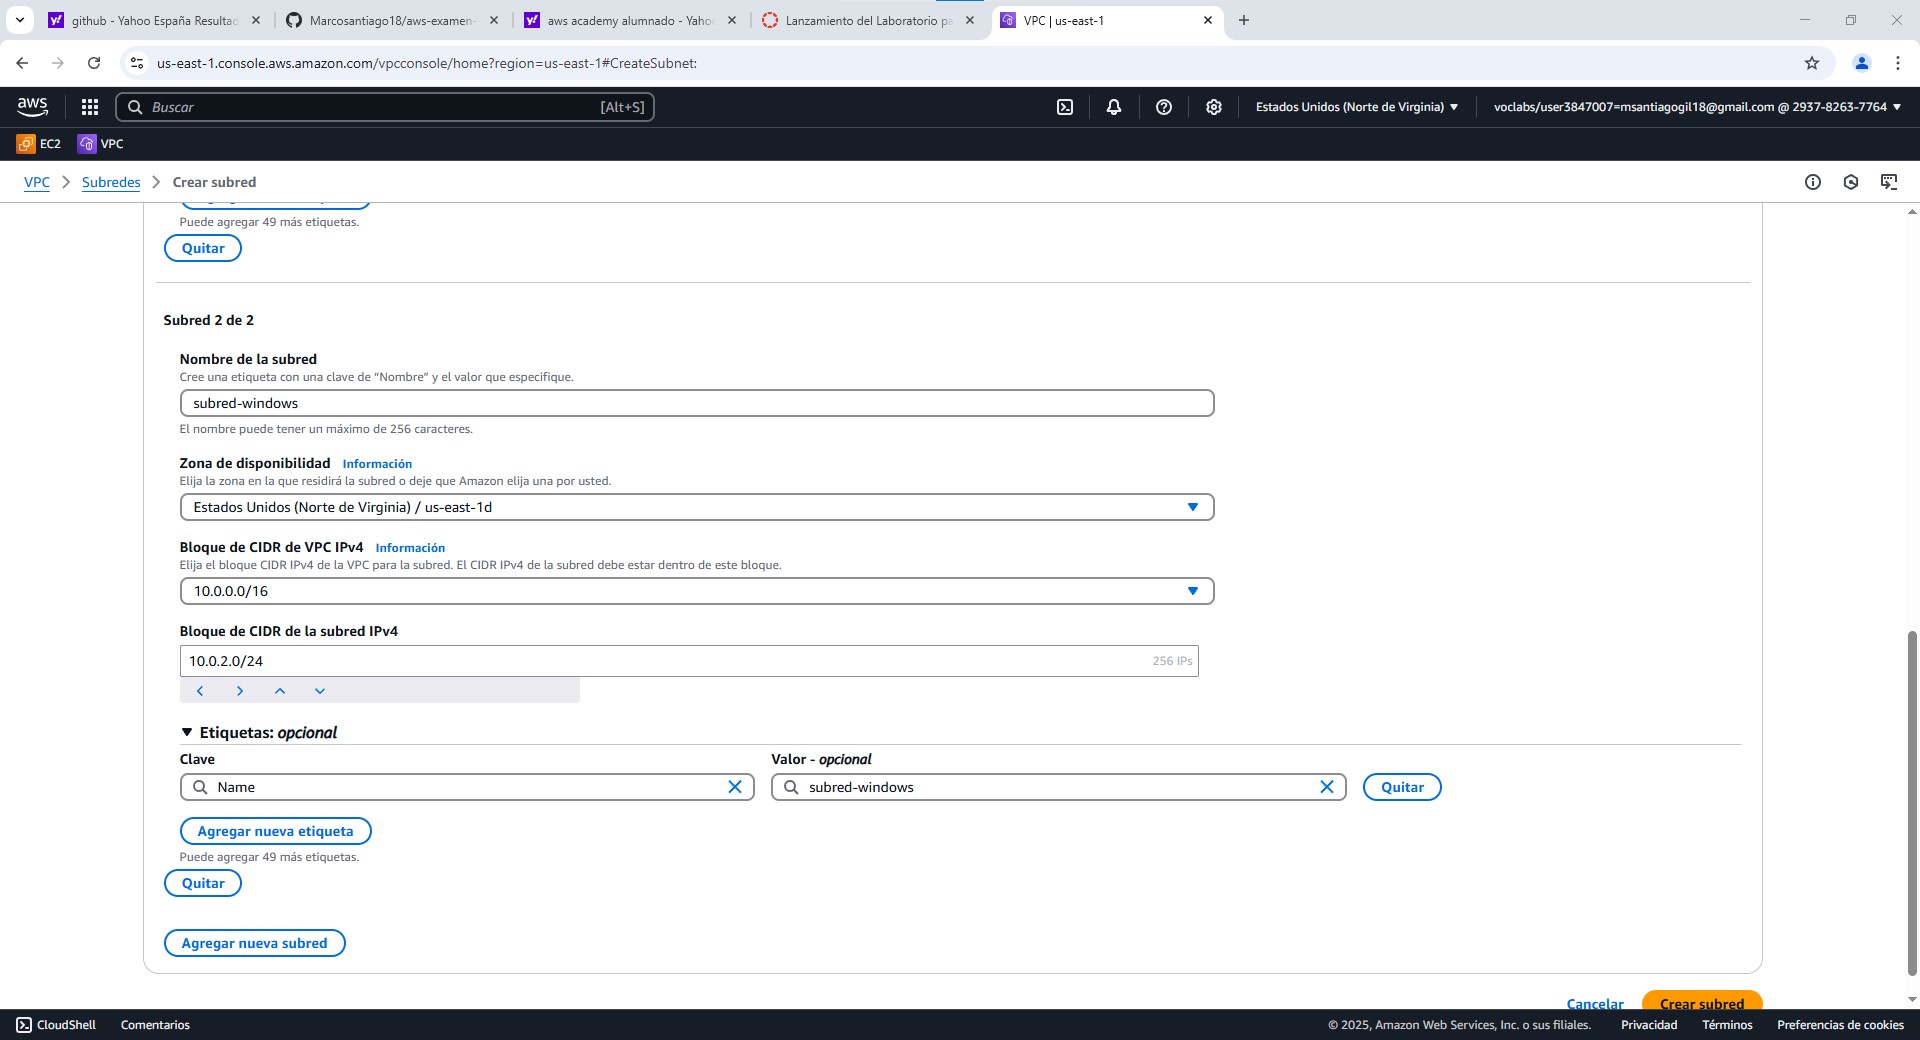 github - Yahoo España Resultad
Marcosantiago18/aws-examen-
aws academy alumnado - Yaho
Lanzamiento del Laboratorio pa
VPC | us-east-1
us-east-1.console.aws.amazon.com/vpcconsole/home?region=us-east-1#CreateSubnet:
aws
Buscar
[Alt+S]
Estados Unidos (Norte de Virginia)
voclabs/user3847007=msantiagogil18@gmail.com @ 2937-8263-7764
EC2
VPC
VPC
Subredes
Crear subred
Puede agregar 49 más etiquetas.
Quitar
Subred 2 de 2
Nombre de la subred
Cree una etiqueta con una clave de “Nombre” y el valor que especifique.
subred-windows
El nombre puede tener un máximo de 256 caracteres.
Zona de disponibilidad Información
Elija la zona en la que residirá la subred o deje que Amazon elija una por usted.
Estados Unidos (Norte de Virginia) / us-east-1d
Bloque de CIDR de VPC IPv4 Información
Elija el bloque CIDR IPv4 de la VPC para la subred. El CIDR IPv4 de la subred debe estar dentro de este bloque.
10.0.0.0/16
Bloque de CIDR de la subred IPv4
10.0.2.0/24
256 IPs
Etiquetas: opcional
Clave
Valor - opcional
Name
subred-windows
Quitar
Agregar nueva etiqueta
Puede agregar 49 más etiquetas.
Quitar
Agregar nueva subred
Cancelar
Crear subred
CloudShell
Comentarios
© 2025, Amazon Web Services, Inc. o sus filiales.
Privacidad
Términos
Preferencias de cookies